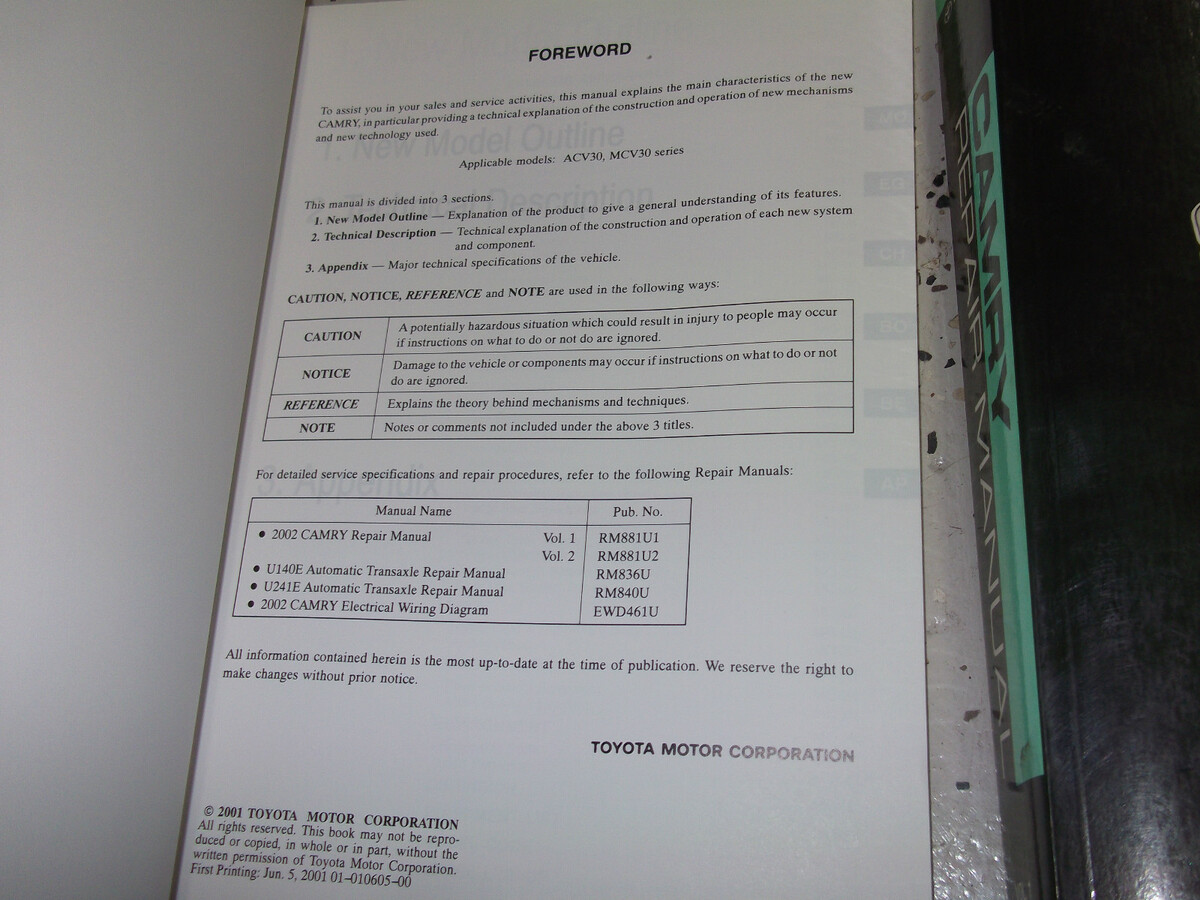 FOREWORD
To assist you in your sales and service activities, this manual explains the main characteristics of the new
CAMRY, in particular providing a technical explanation of the construction and operation of new mechanisms
and new technology used.
Applicable models: ACV30, MCV30 series
This manual is divided into 3 sections.
1. New Model Outline — Explanation of the product to give a general understanding of its features.
2. Technical Description — Technical explanation of the construction and operation of each new system
and component.
3. Appendix — Major technical specifications of the vehicle.
CAUTION, NOTICE, REFERENCE and NOTE are used in the following ways:
CAUTION A potentially hazardous situation which could result in injury to people may occur
if instructions on what to do or not do are ignored.
NOTICE Damage to the vehicle or components may occur if instructions on what to do or not
do are ignored.
REFERENCE Explains the theory behind mechanisms and techniques.
NOTE Notes or comments not included under the above 3 titles.
For detailed service specifications and repair procedures, refer to the following Repair Manuals:
Manual Name Pub. No.
● 2002 CAMRY Repair Manual Vol. 1 RM881U1
Vol. 2 RM881U2
● U140E Automatic Transaxle Repair Manual RM836U
● U241E Automatic Transaxle Repair Manual RM840U
● 2002 CAMRY Electrical Wiring Diagram EWD461U
All information contained herein is the most up-to-date at the time of publication. We reserve the right to
make changes without prior notice.
TOYOTA MOTOR CORPORATION
© 2001 TOYOTA MOTOR CORPORATION
All rights reserved. This book may not be repro-
duced or copied, in whole or in part, without the
written permission of Toyota Motor Corporation.
First Printing: Jun. 5, 2001 01-010605-00
1. New Model Outline
Technical Description
3. Appendix
CAMRY
REPAIR MANUAL